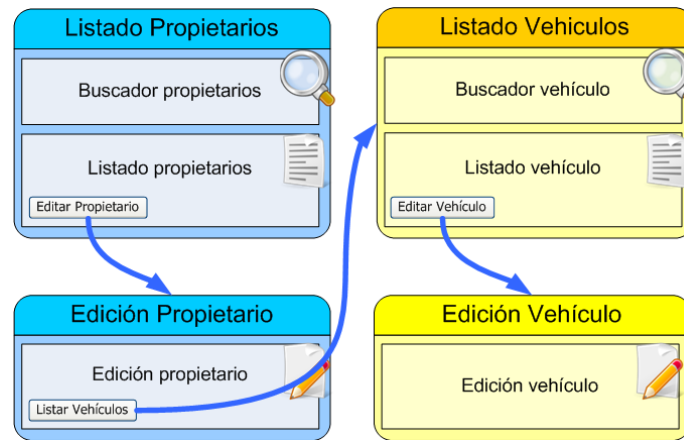 Listado Propietarios
Buscador propietarios
Listado propietarios
Editar Propietario
Listado Vehiculos
Buscador vehículo
Listado vehículo
Editar Vehículo
Edición Propietario
Edición propietario
Listar Vehículos
Edición Vehículo
Edición vehículo